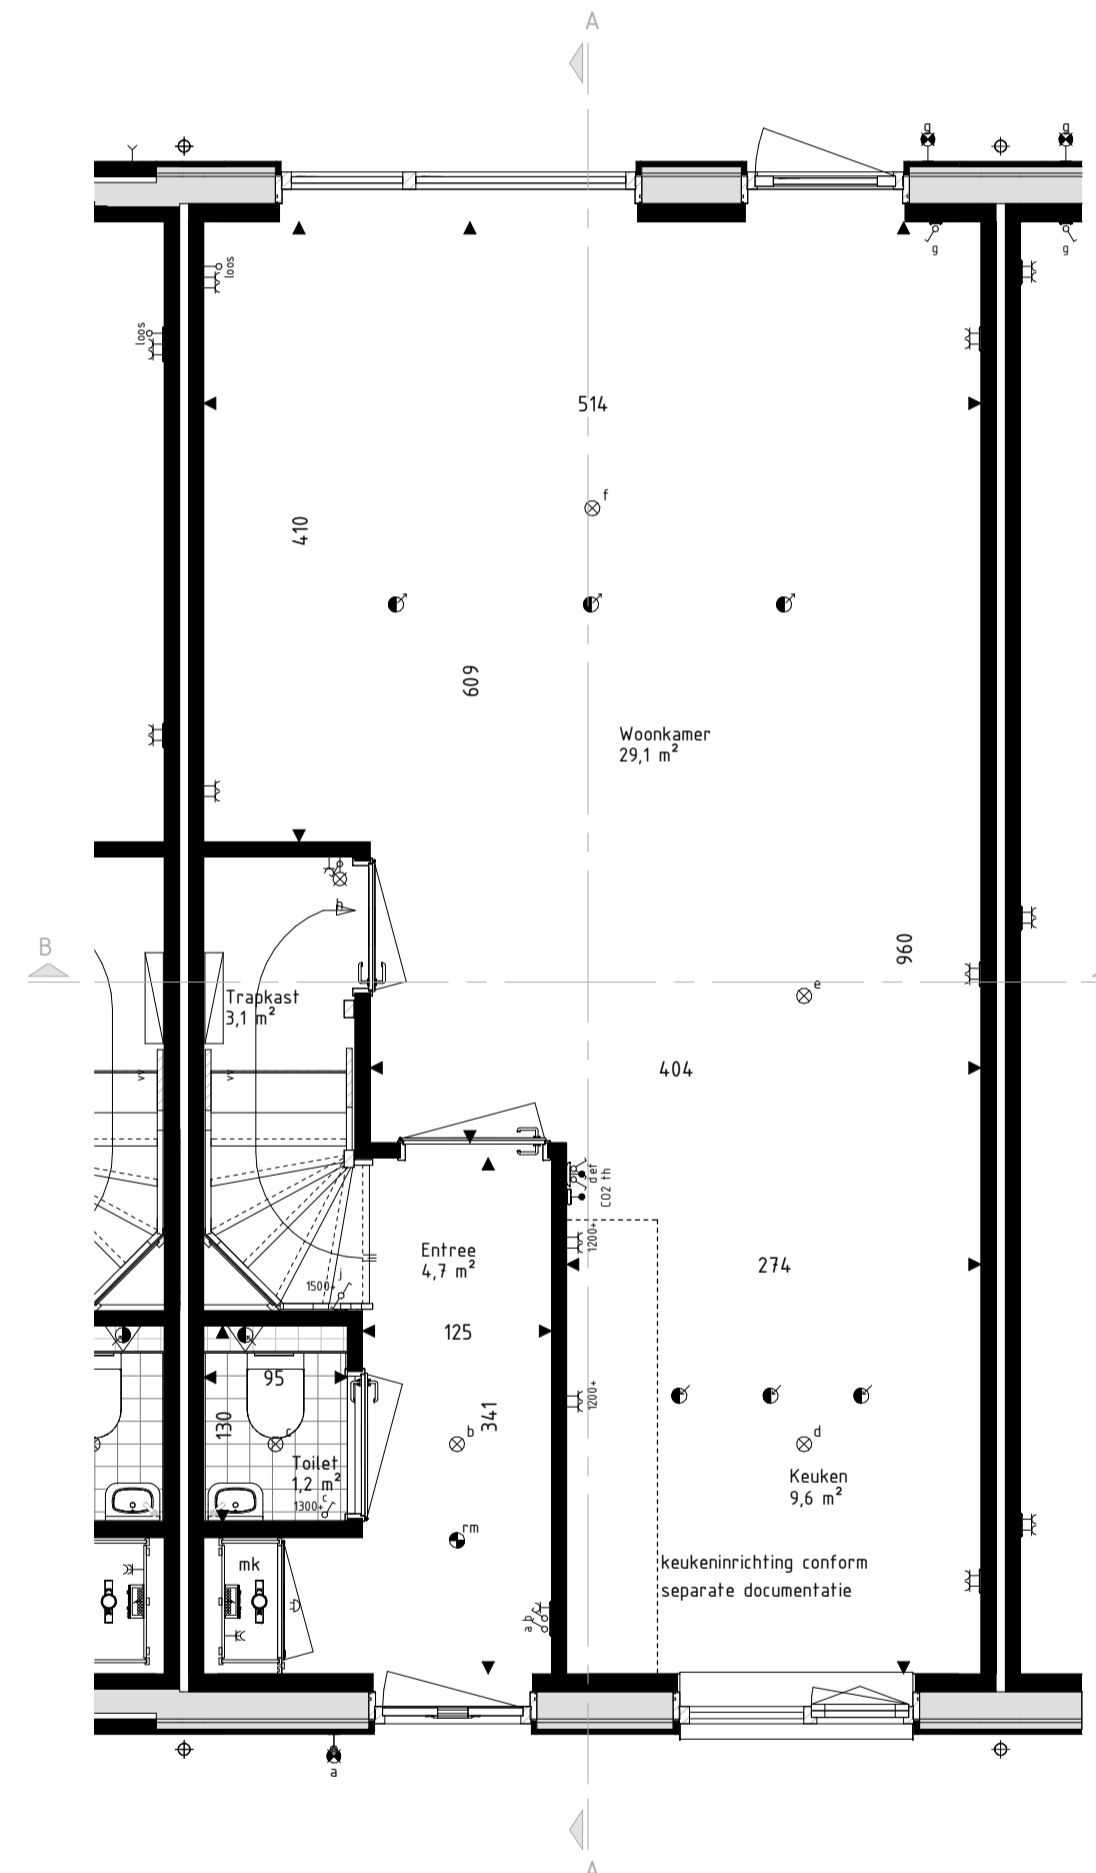 A
g
g
loos
g
g
loos
514
f
410
609
Woonkamer
29,1 m²
h
B
960
Trapkast
3,1 m²
e
vv
vv
404
def
CO2 th
1200+
Entree
4,7 m²
274
j
1500+
125
95
1200+
341
130
c
b
d
Toilet
1,2 m²
Keuken
9,6 m²
c
1300+
rm
mk
keukeninrichting conform
separate documentatie
a b
a
A